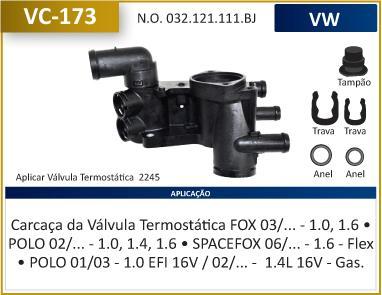 VC-173
N.O. 032.121.111.BJ
VW
Tampão
Trava Trava
Anel Anel
Aplicar Válvula Termostática 2245
APLICAÇÃO
Carcaça da Válvula Termostática FOX 03/... - 1.0, 1.6 •
POLO 02/... - 1.0, 1.4, 1.6 • SPACEFOX 06/... - 1.6 - Flex
• POLO 01/03 - 1.0 EFI 16V / 02/... - 1.4L 16V - Gas.